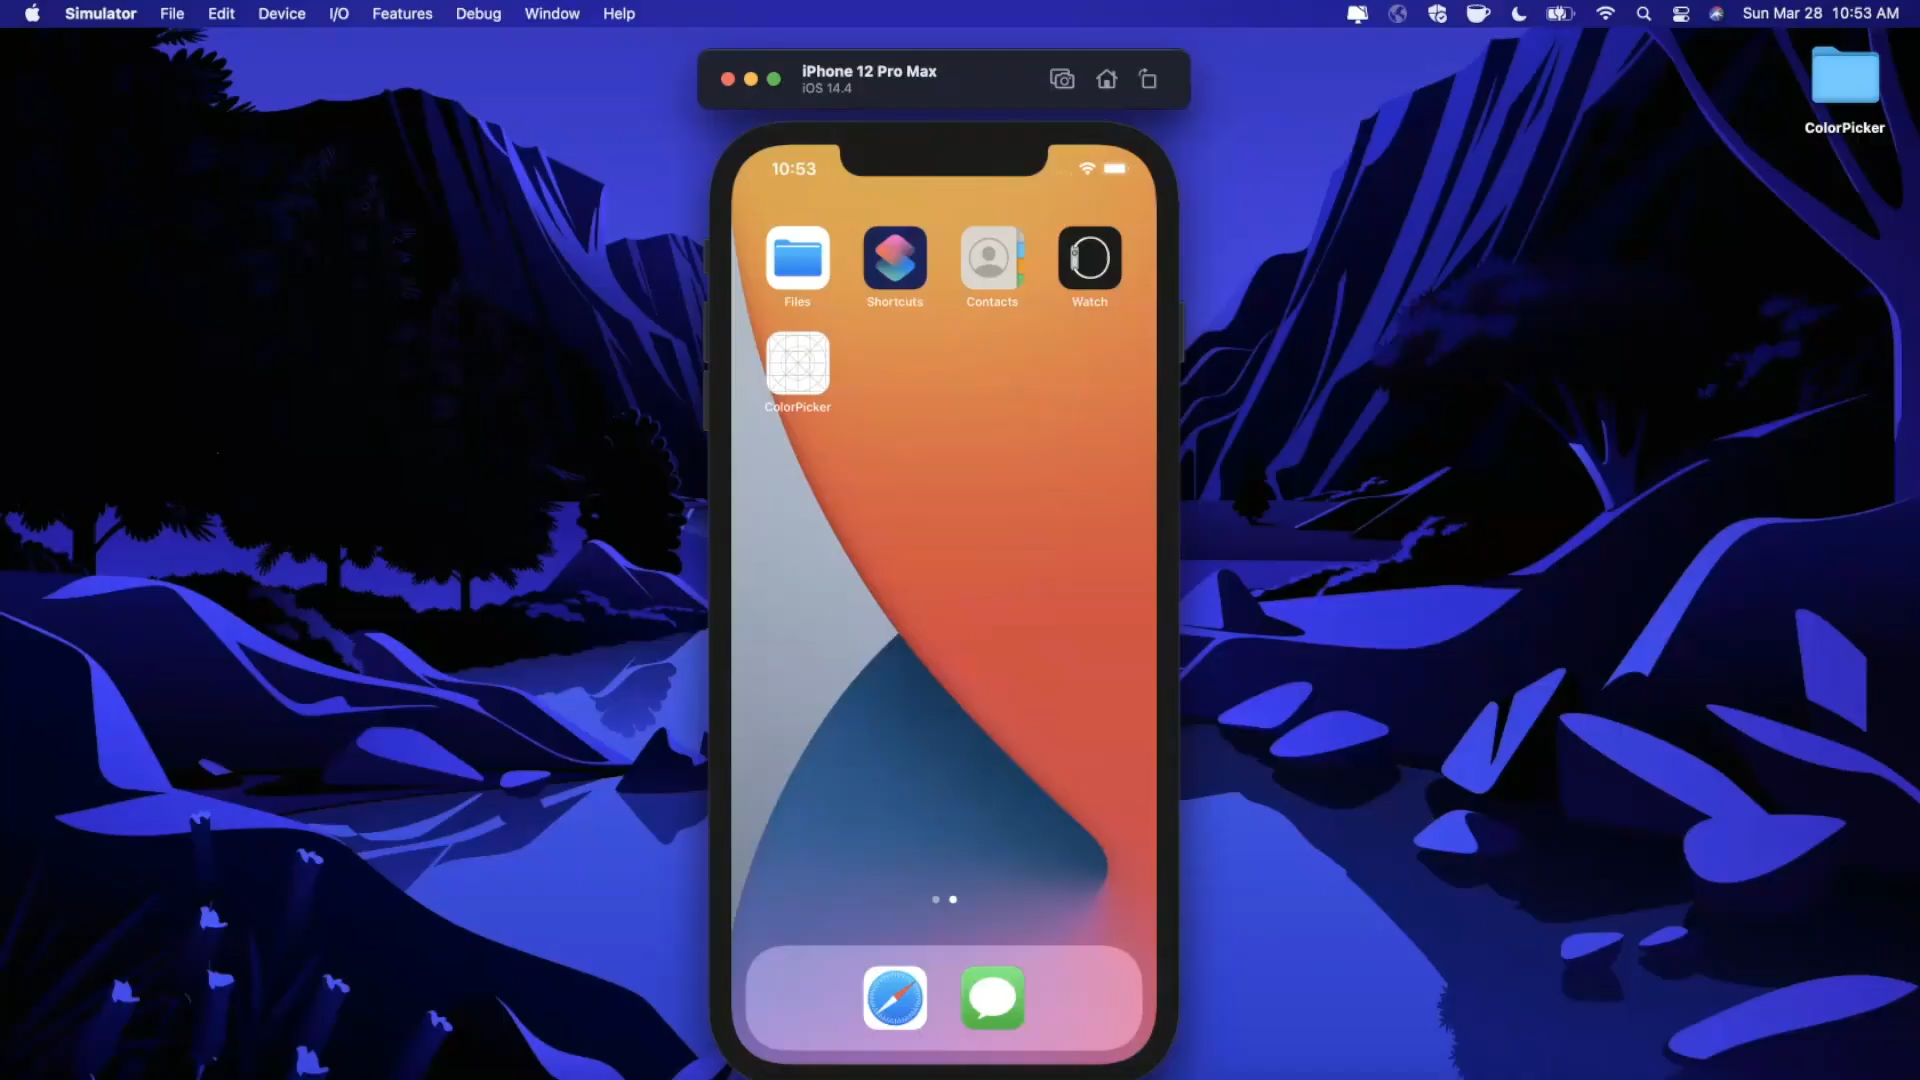 Simulator File Edit Device I/O Features Debug Window Help Sun Mar 28 10:53 AM
iPhone 12 Pro Max
iOS 14.4
ColorPicker
10:53
Files Shortcuts Contacts Watch
ColorPicker